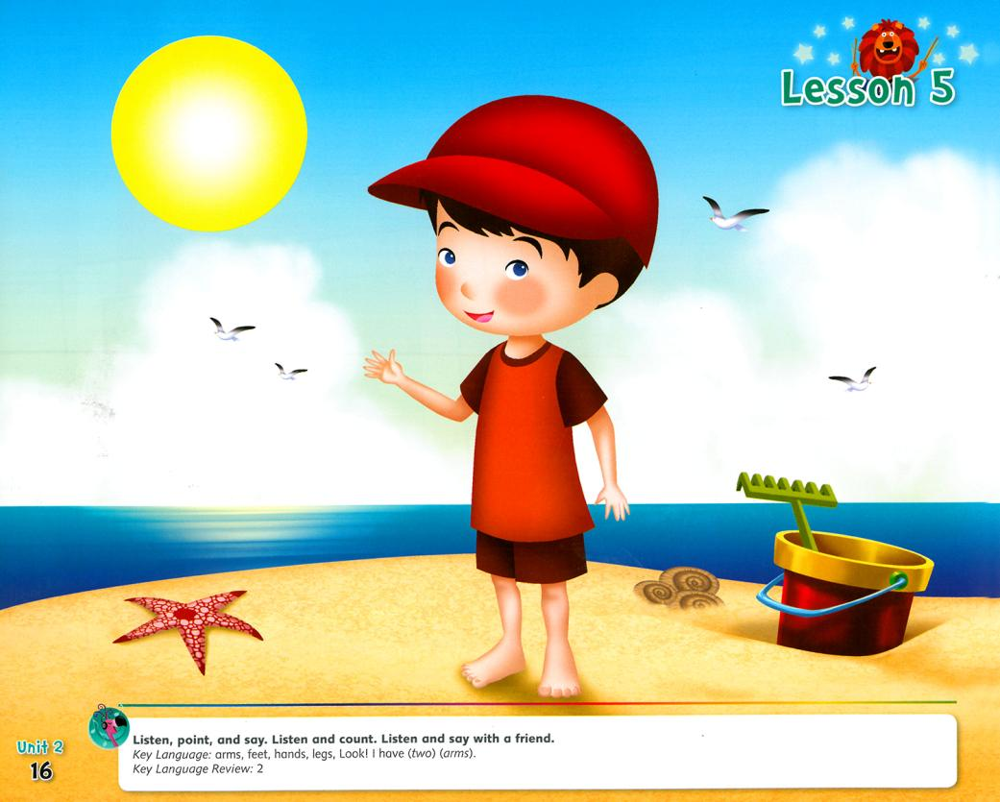 Lesson 5
Listen, point, and say. Listen and count. Listen and say with a friend.
Key Language: arms, feet, hands, legs, Look! I have (two) (arms).
Key Language Review: 2
Unit 2
16